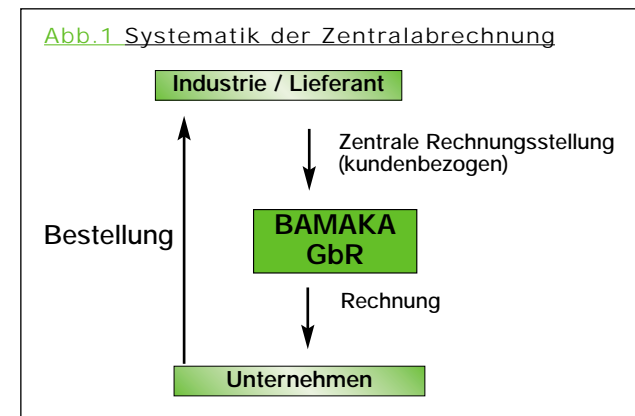 Abb.1 Systematik der Zentralabrechnung
Industrie / Lieferant
Zentrale Rechnungsstellung
(kundenbezogen)
Bestellung
BAMAKA
GbR
Rechnung
Unternehmen